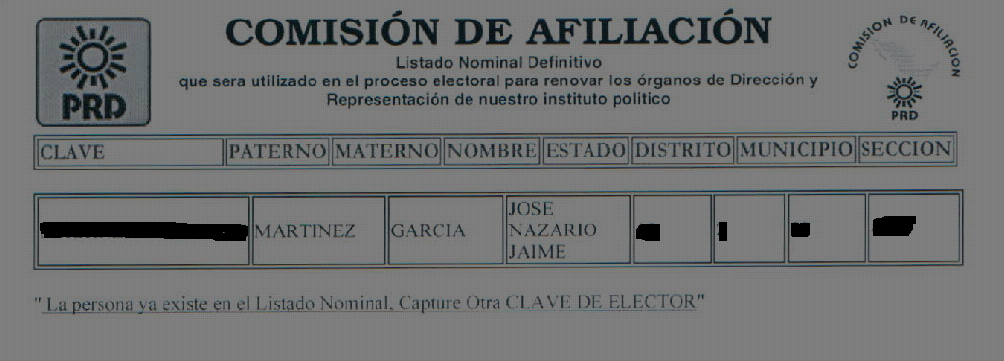 COMISIÓN DE AFILIACIÓN
Listado Nominal Definitivo
que sera utilizado en el proceso electoral para renovar los órganos de Dirección y
Representación de nuestro instituto politico
PRD
COMISION DE AFILIACION
PRD
CLAVE PATERNO MATERNO NOMBRE ESTADO DISTRITO MUNICIPIO SECCION
MARTINEZ GARCIA JOSE
NAZARIO
JAIME
" La persona ya existe en el Listado Nominal, Capture Otra CLAVE DE ELECTOR"